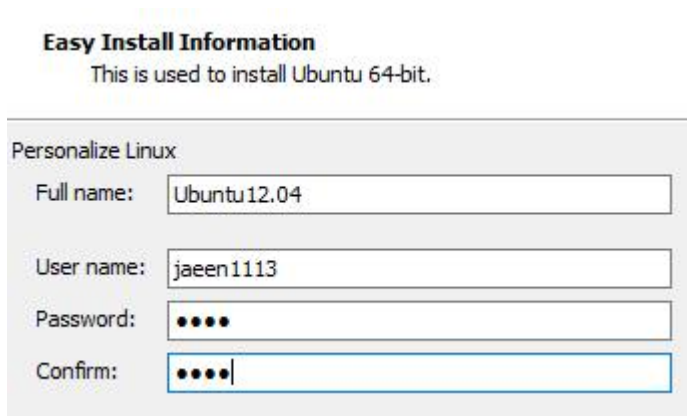 Easy Install Information
This is used to install Ubuntu 64-bit.
Personalize Linux
Full name: Ubuntu12.04
User name: jaeen1113
Password: ●●●●
Confirm: ●●●●